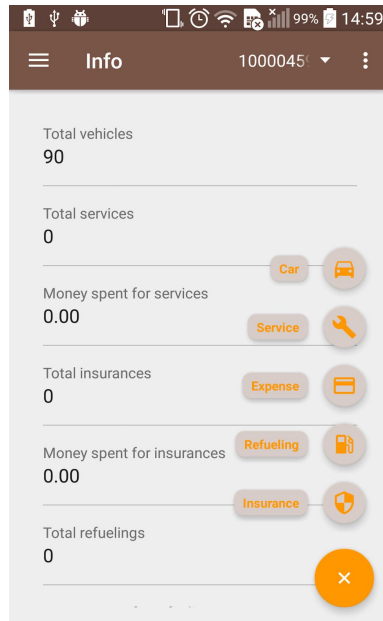 99% 14:59
Info 10000459
Total vehicles
90
Total services
0
Car
Money spent for services
0.00
Service
Total insurances
0
Expense
Money spent for insurances
Refueling
0.00
Insurance
Total refuelings
0